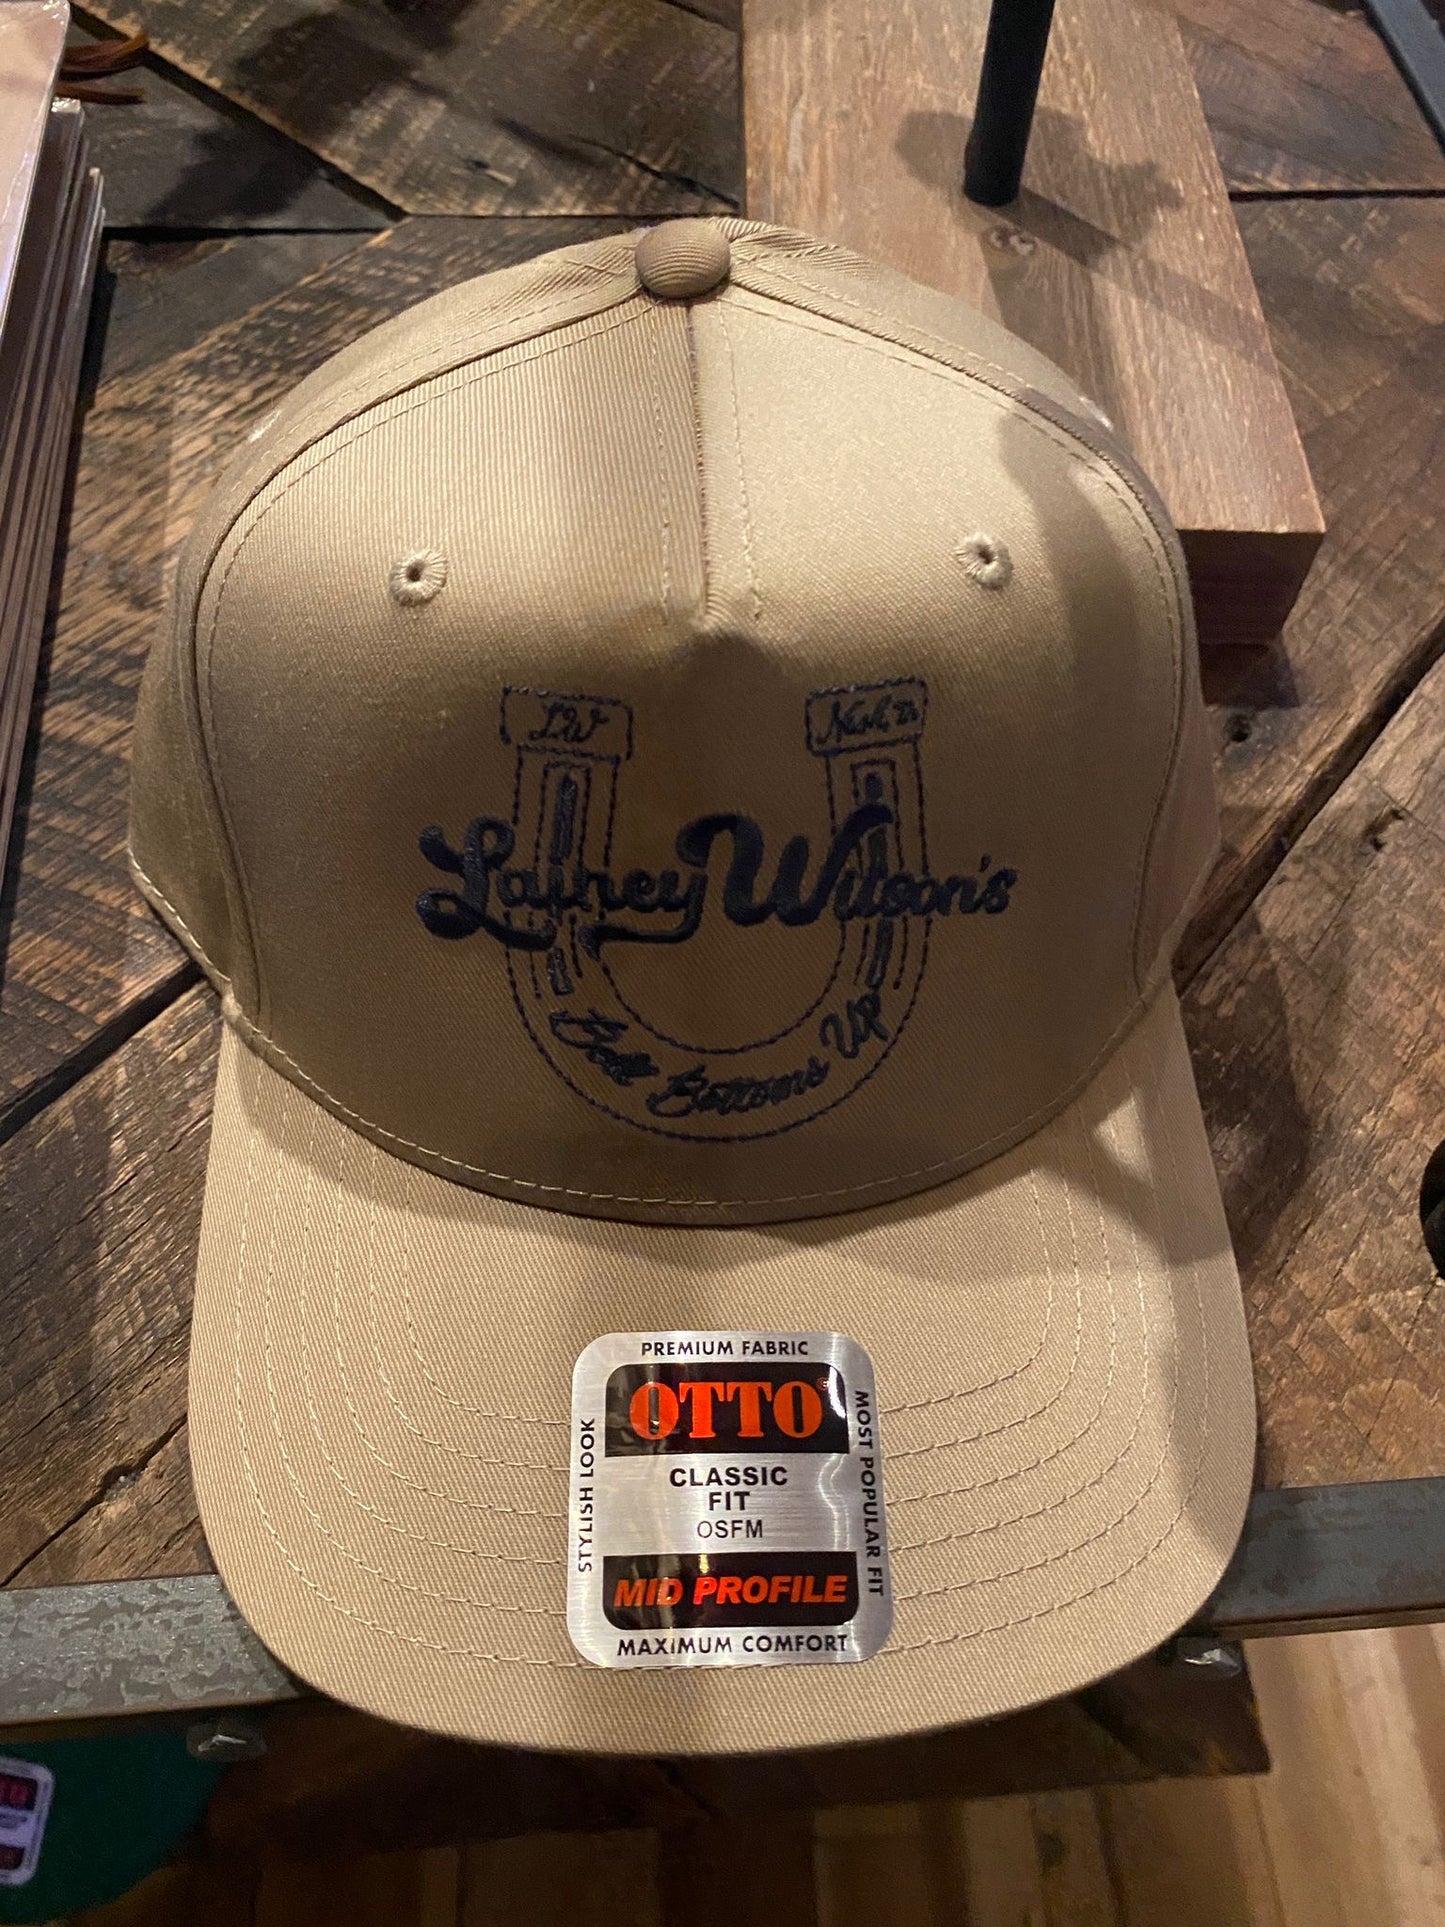 LW
Nash Tn
Lainey Wilson's
Bell Bottoms Up
PREMIUM FABRIC
OTTO®
STYLISH LOOK
MOST POPULAR FIT
CLASSIC
FIT
OSFM
MID PROFILE
MAXIMUM COMFORT